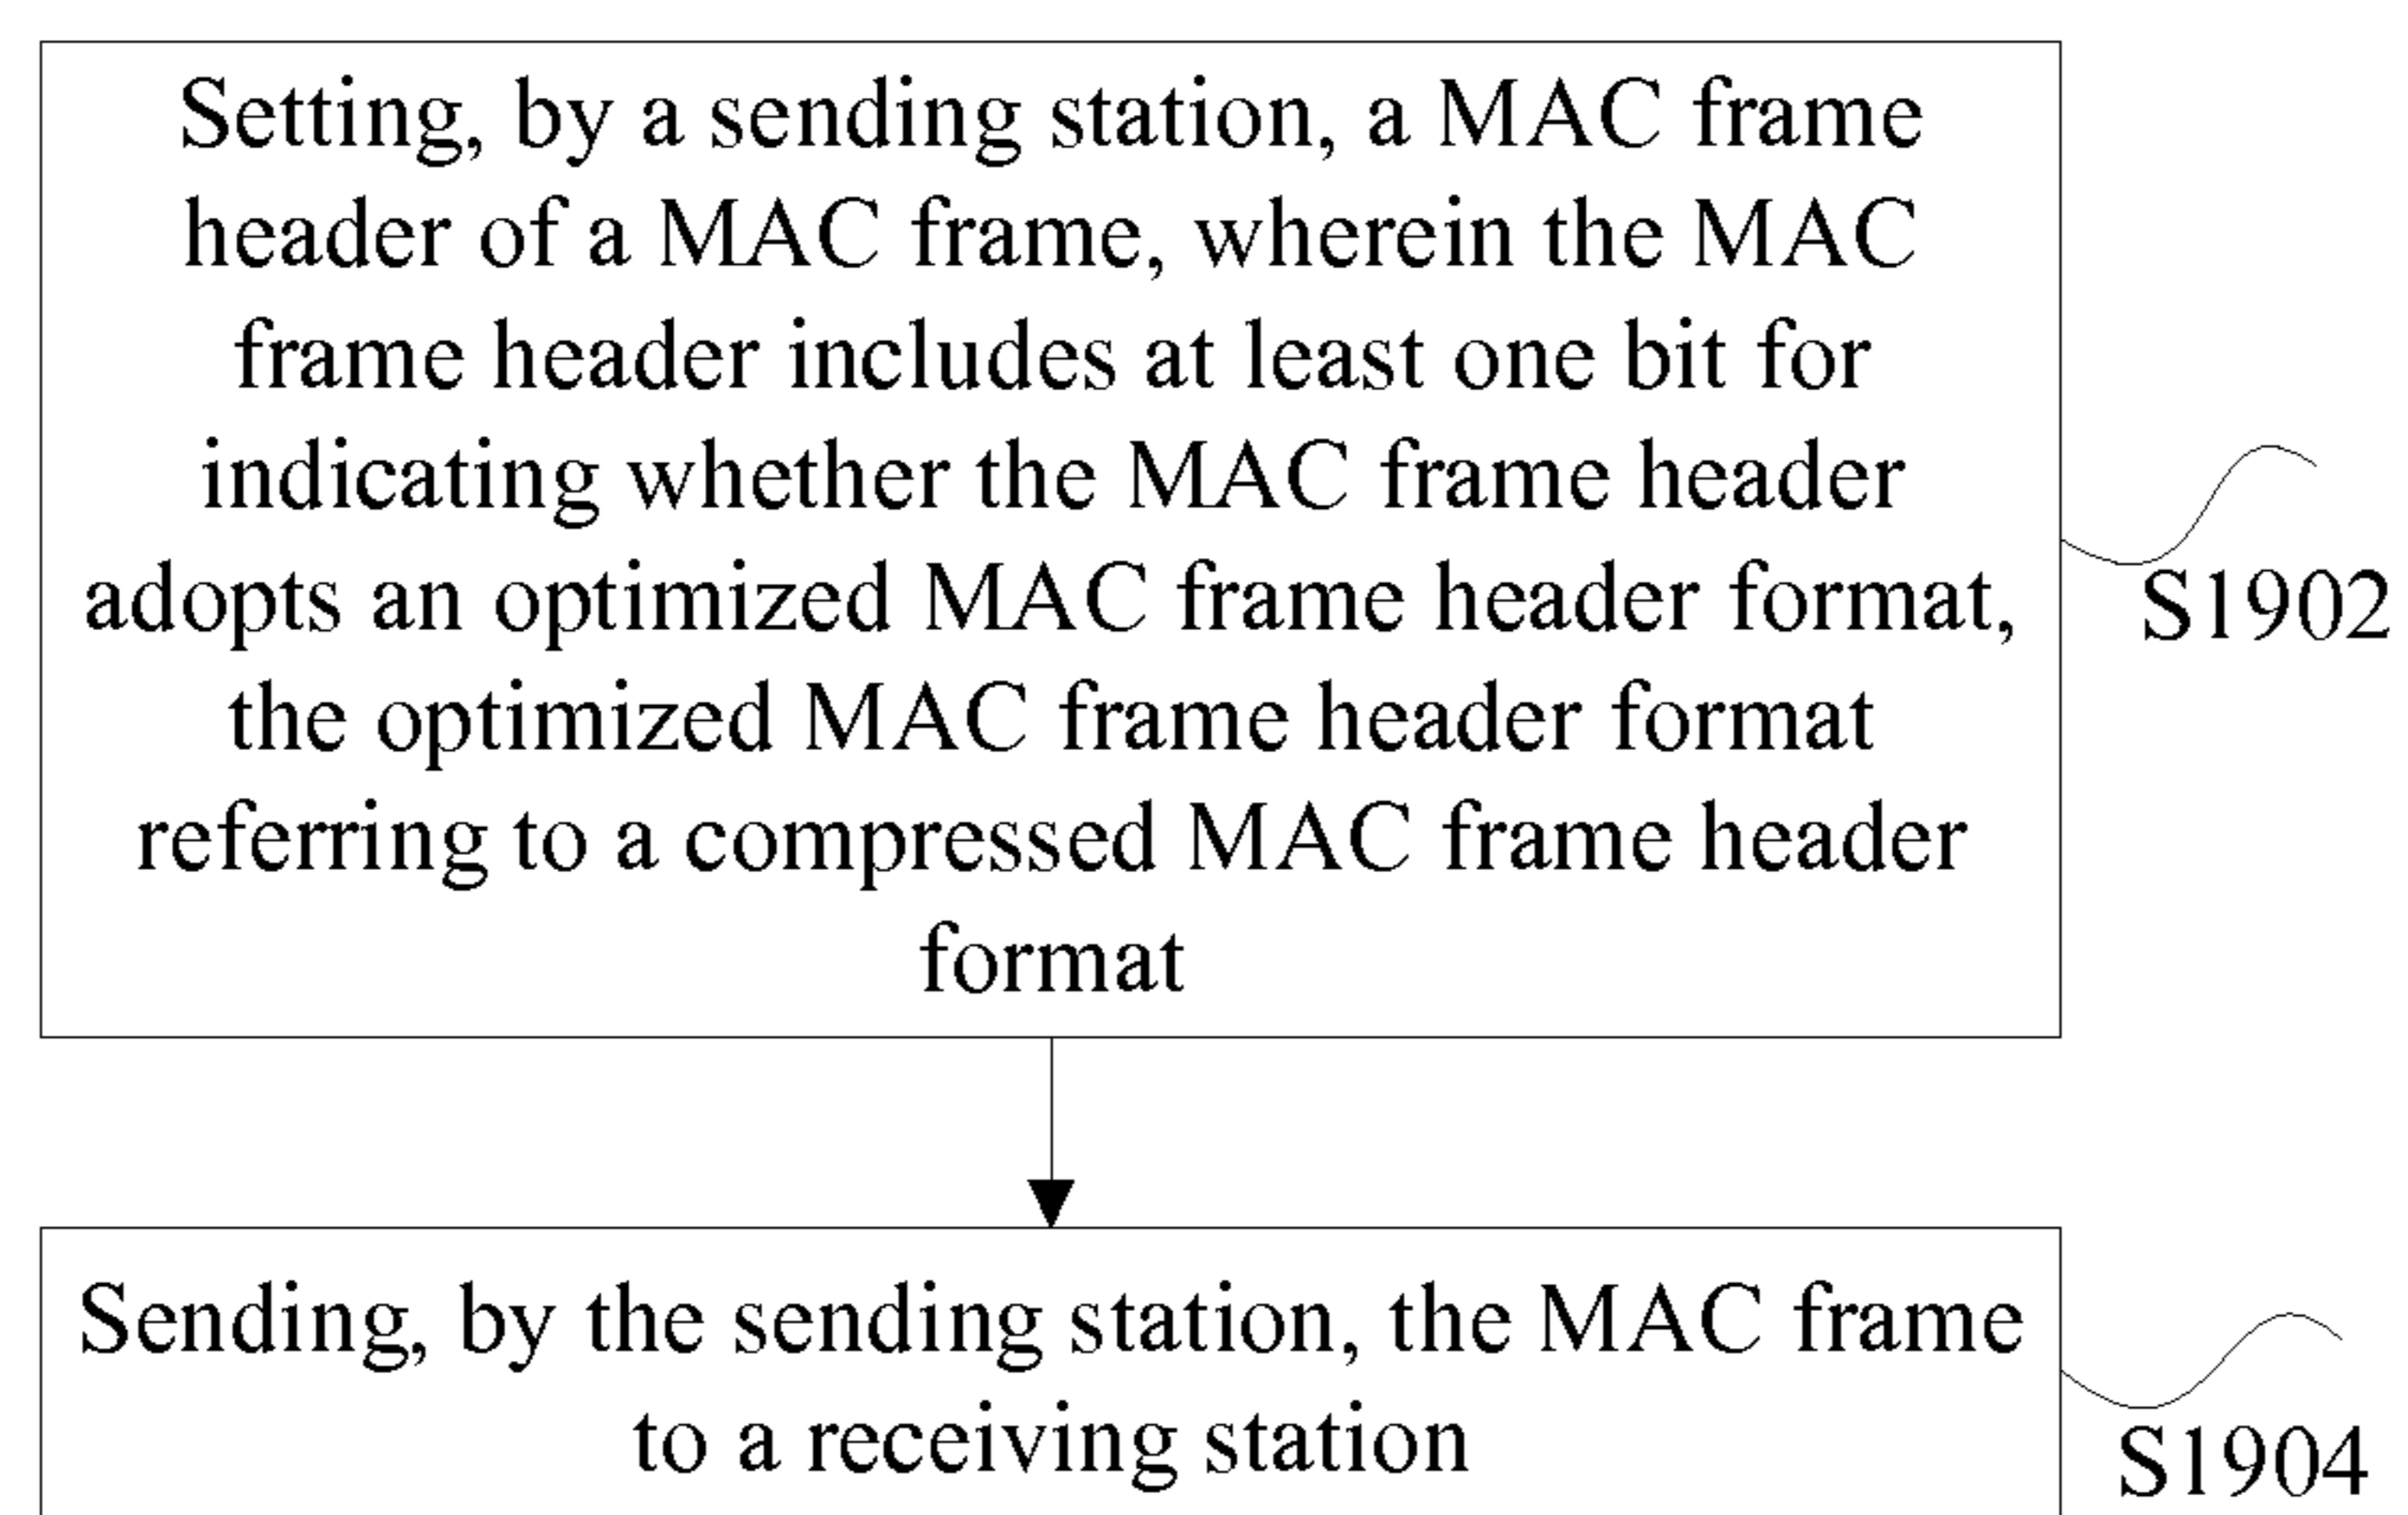 Setting, by a sending station, a MAC frame
header of a MAC frame, wherein the MAC
frame header includes at least one bit for
indicating whether the MAC frame header
adopts an optimized MAC frame header format,
the optimized MAC frame header format
referring to a compressed MAC frame header
format
S1902
Sending, by the sending station, the MAC frame
to a receiving station
S1904